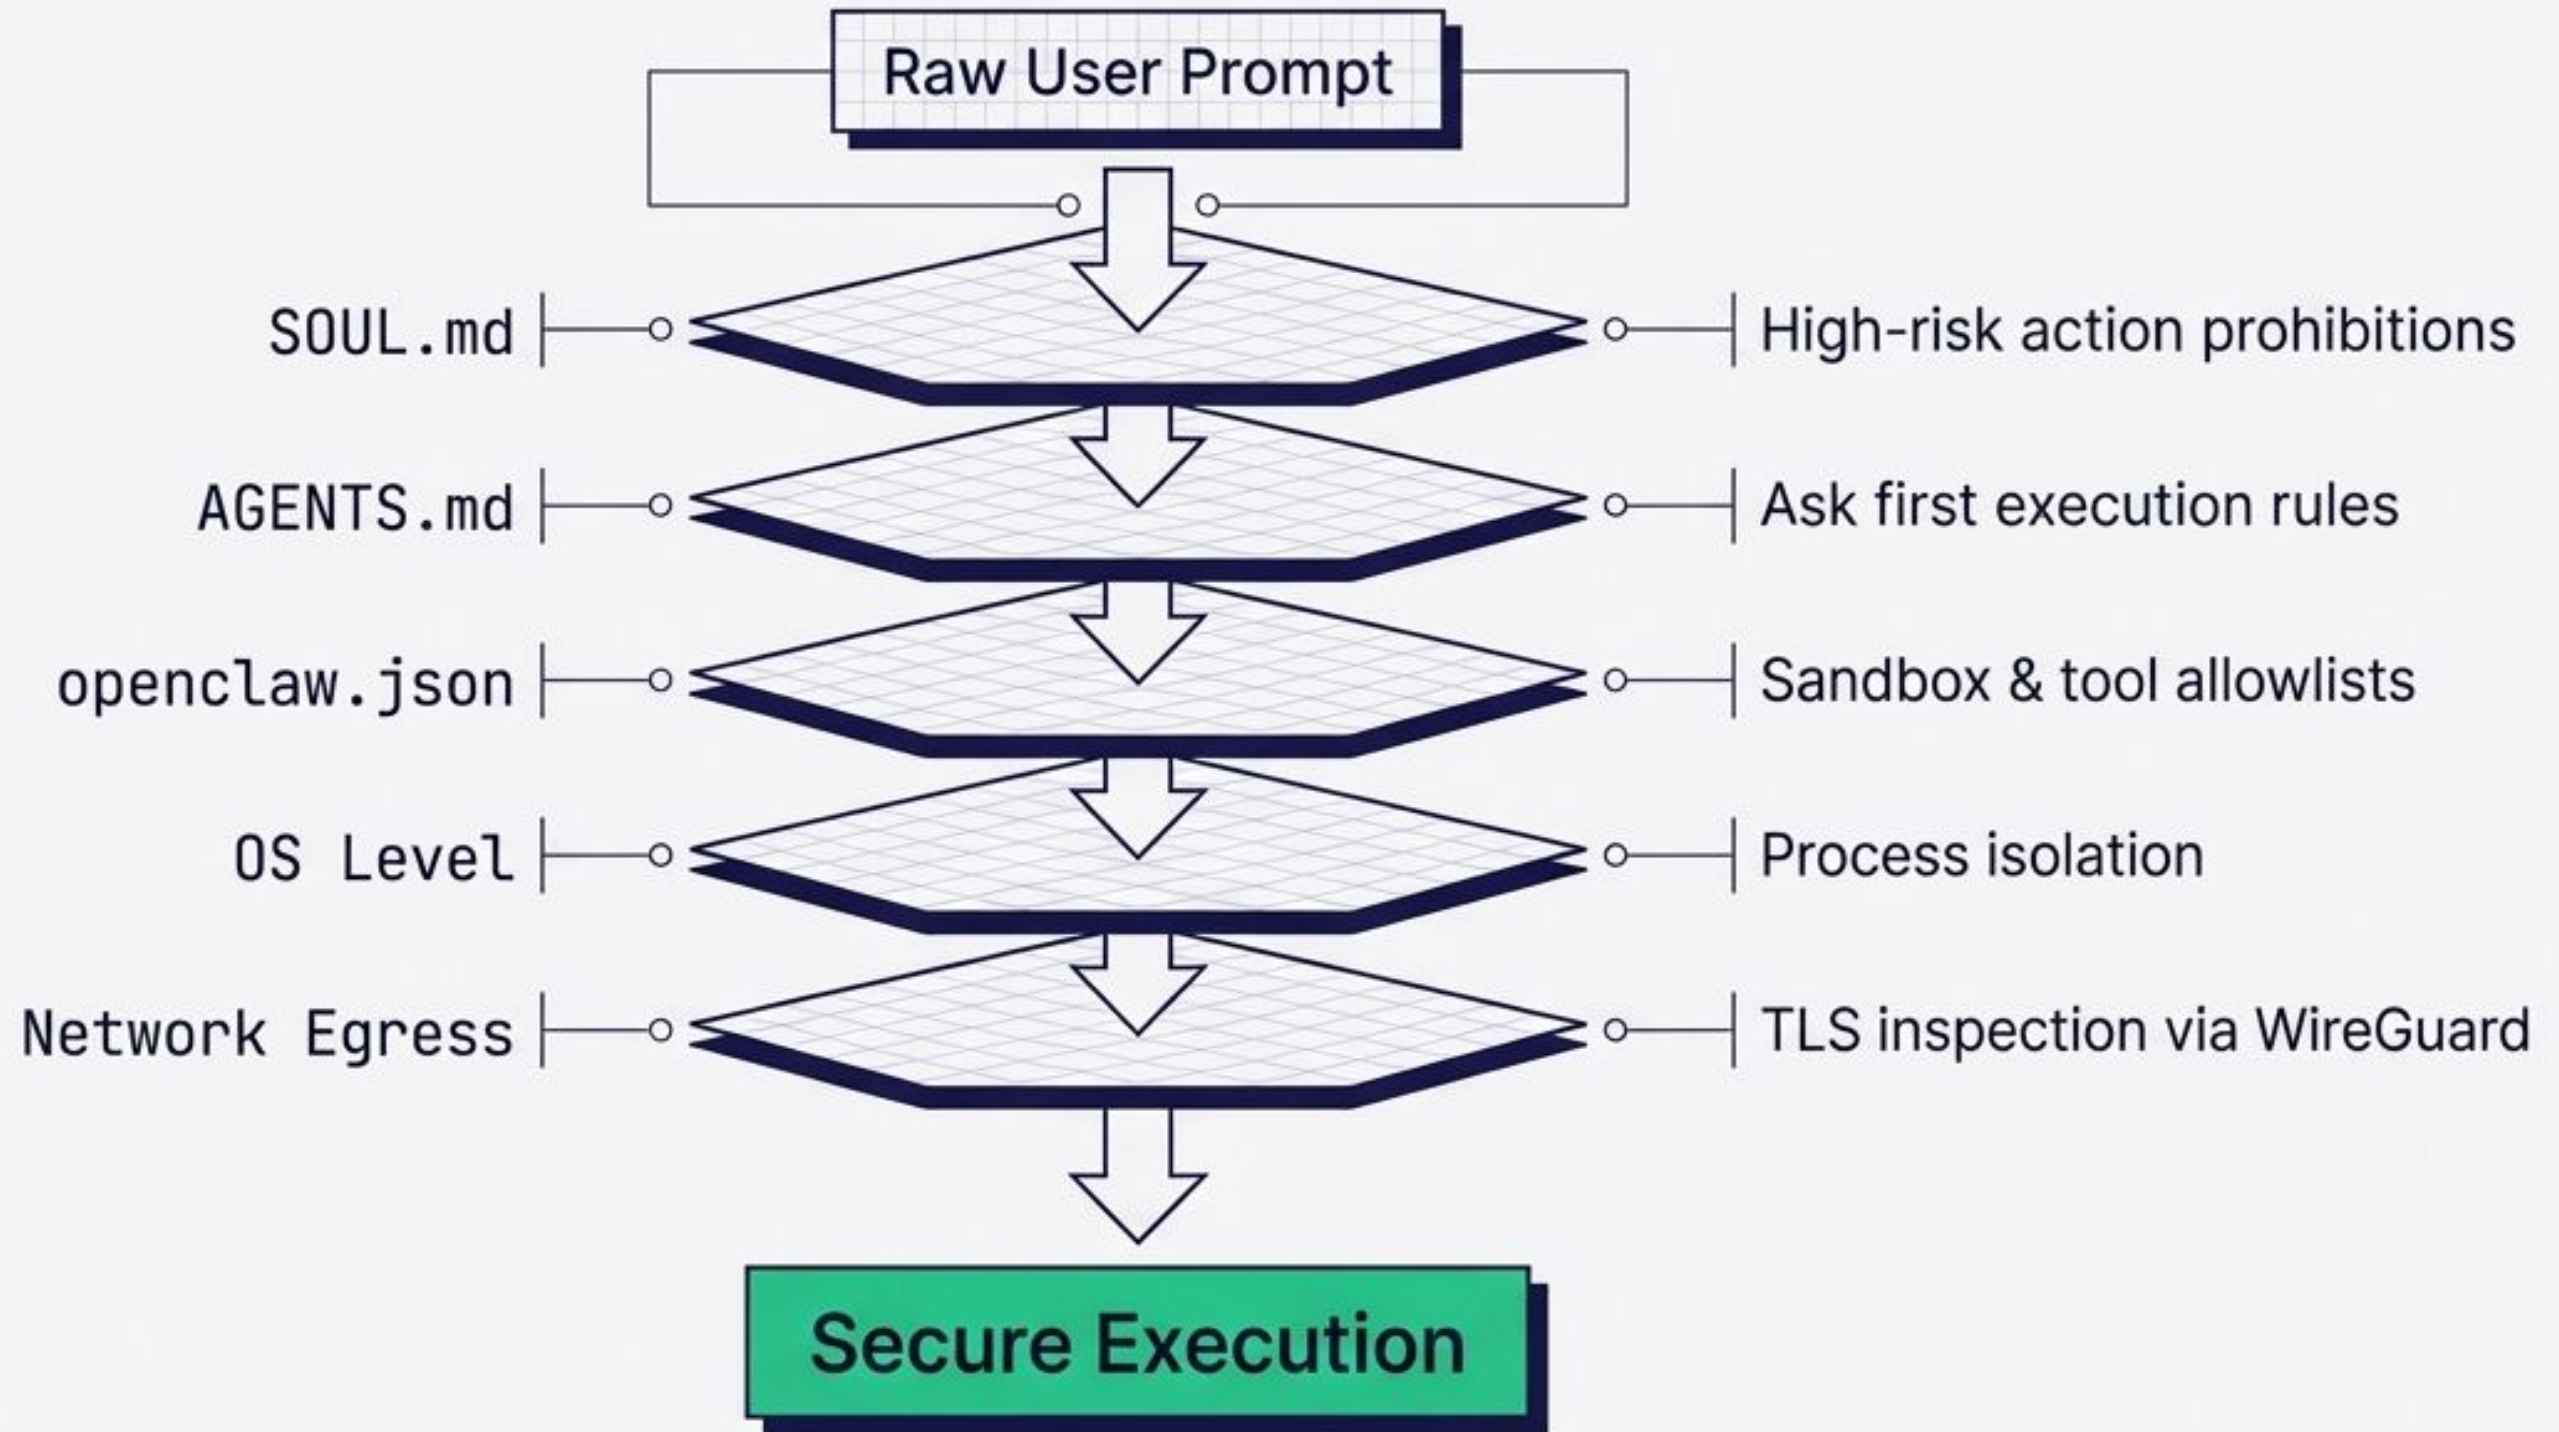 Raw User Prompt
SOUL.md
High-risk action prohibitions
AGENTS.md
Ask first execution rules
openclaw.json
Sandbox & tool allowlists
OS Level
Process isolation
Network Egress
TLS inspection via WireGuard
Secure Execution